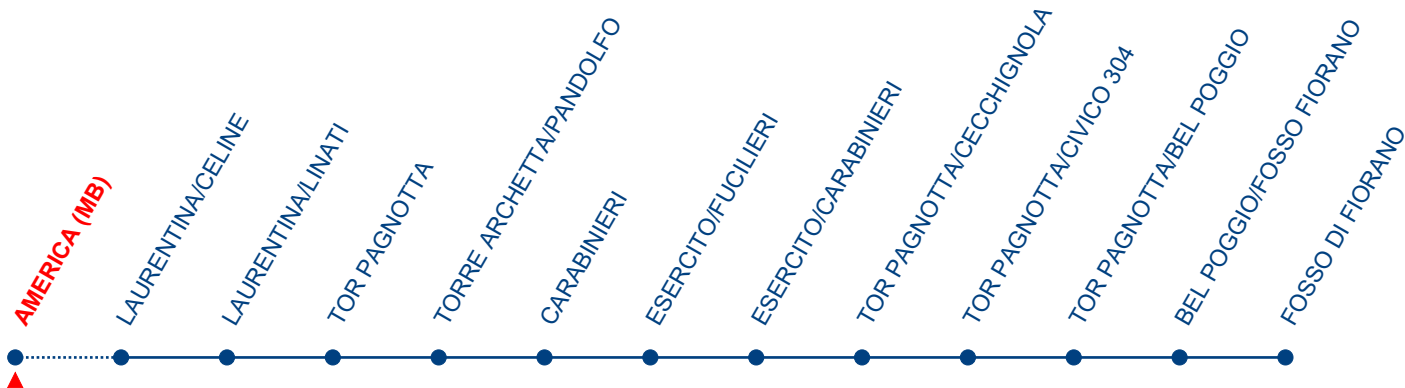 AMERICA (MB)
LAURENTINA/CELINE
LAURENTINA/LINATI
TOR PAGNOTTA
TORRE ARCHETTA/PANDOLFO
CARABINIERI
ESERCITO/FUCILIERI
ESERCITO/CARABINIERI
TOR PAGNOTTA/CECCHIGNOLA
TOR PAGNOTTA/CIVICO 304
TOR PAGNOTTA/BEL POGGIO
BEL POGGIO/FOSSO FIORANO
FOSSO DI FIORANO